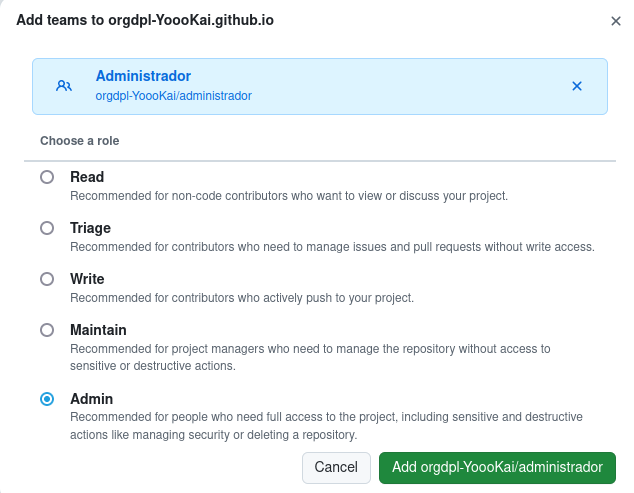 Add teams to orgdpl-YoooKai.github.io
Administrador
orgdpl-YoooKai/administrador
Choose a role
Read
Recommended for non-code contributors who want to view or discuss your project.
Triage
Recommended for contributors who need to manage issues and pull requests without write access.
Write
Recommended for contributors who actively push to your project.
Maintain
Recommended for project managers who need to manage the repository without access to
sensitive or destructive actions.
Admin
Recommended for people who need full access to the project, including sensitive and destructive
actions like managing security or deleting a repository.
Cancel
Add orgdpl-YoooKai/administrador